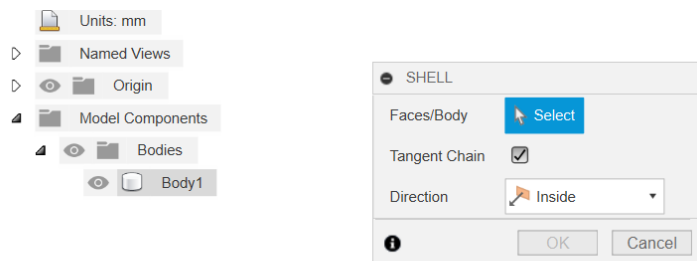 Units: mm
Named Views
Origin
Model Components
Bodies
Body1
SHELL
Faces/Body Select
Tangent Chain
Direction Inside
OK Cancel